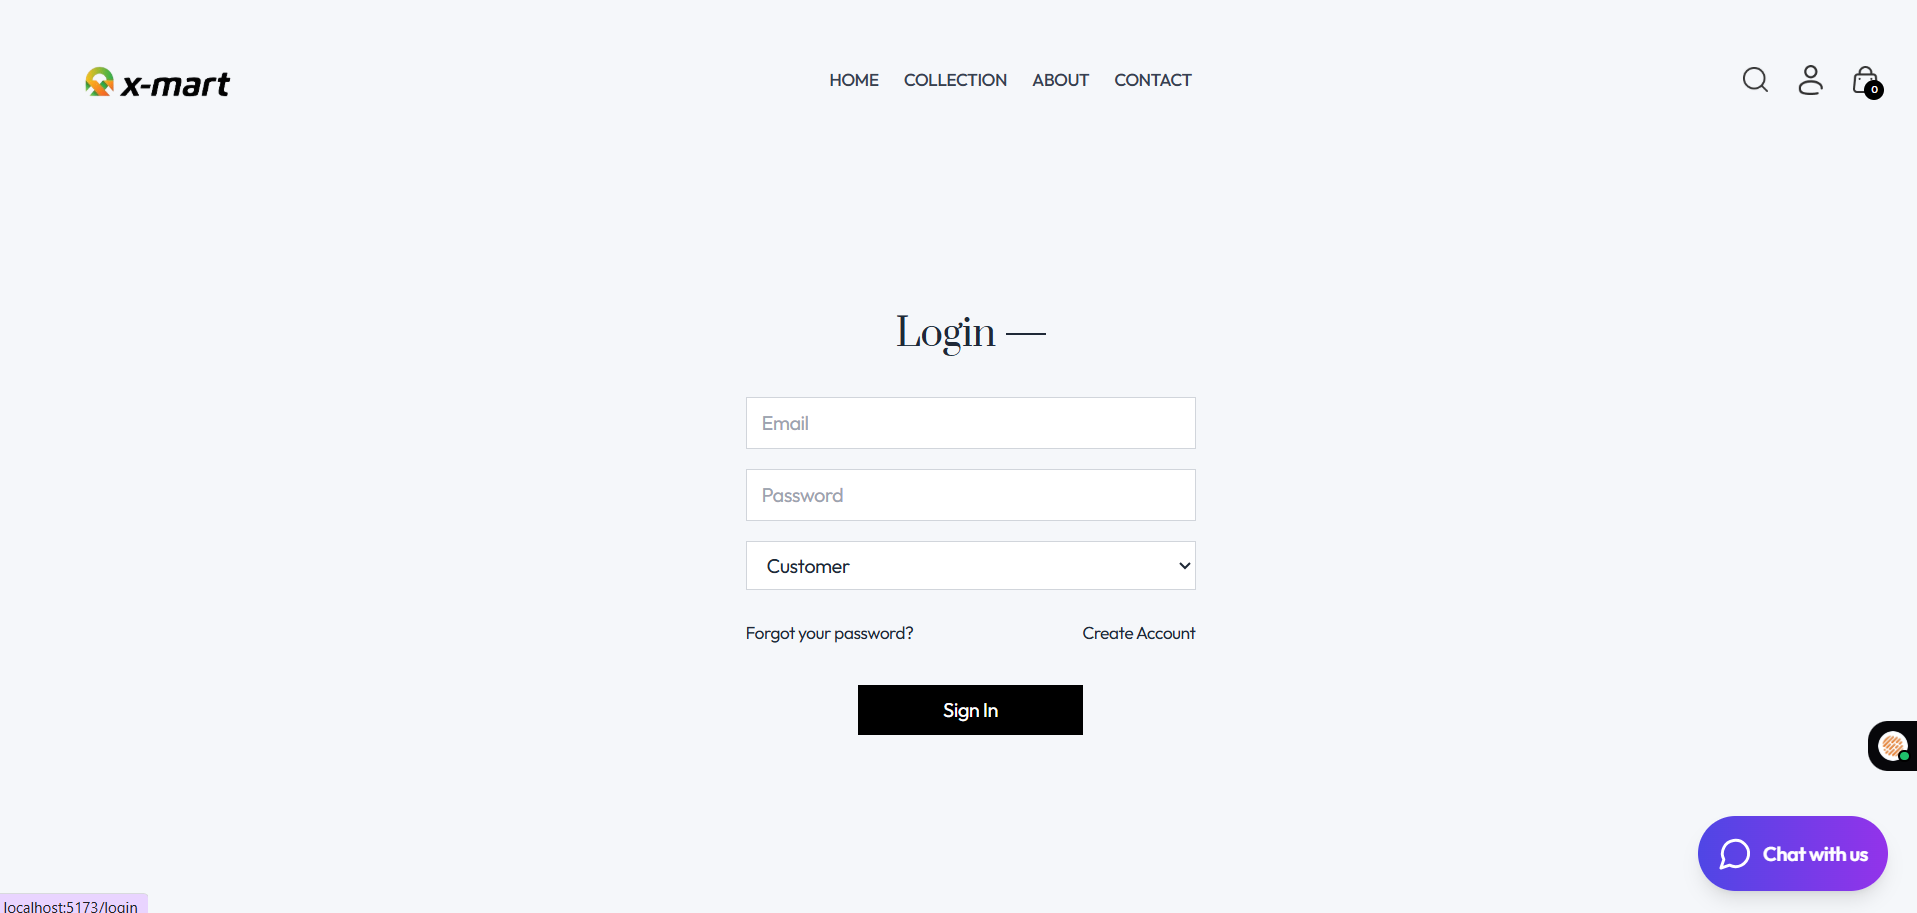 x-mart
HOME COLLECTION ABOUT CONTACT
0
Login
Email
Password
Customer
Forgot your password? Create Account
Sign In
Chat with us
localhost:5173/login